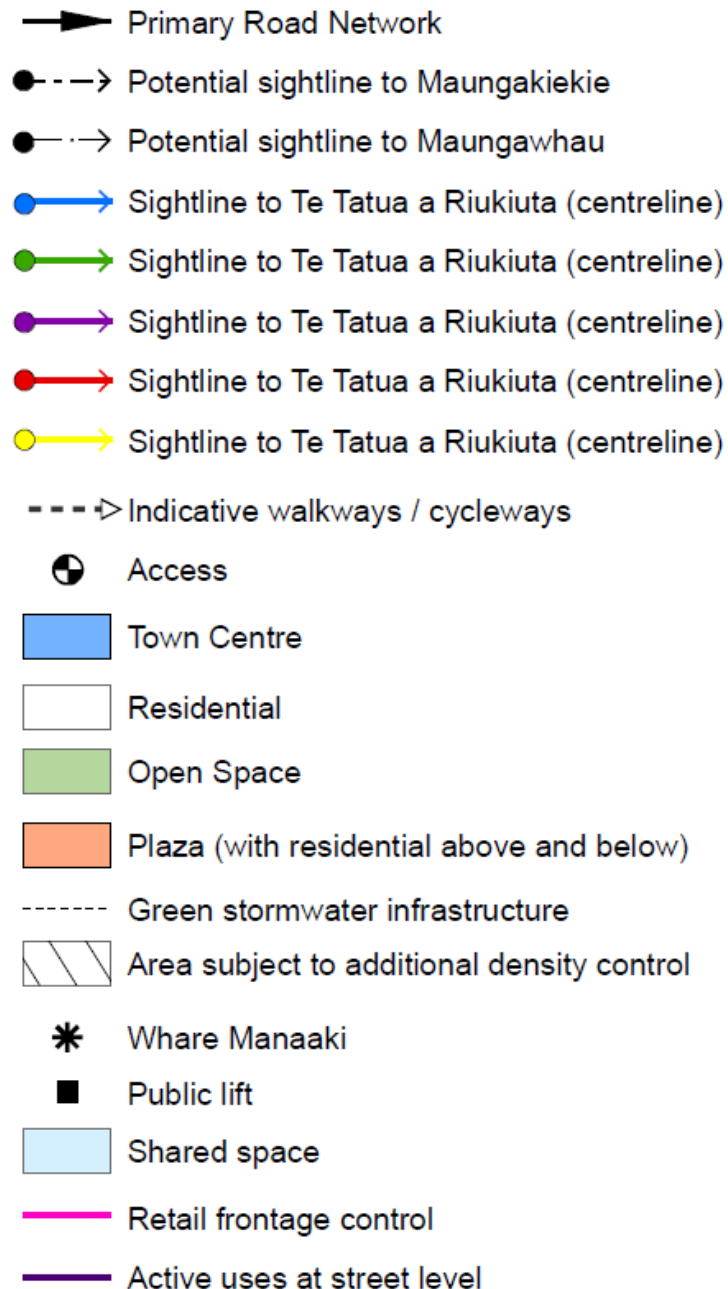 Primary Road Network
Potential sightline to Maungakiekie
Potential sightline to Maungawhau
Sightline to Te Tatua a Riukiuta (centreline)
Sightline to Te Tatua a Riukiuta (centreline)
Sightline to Te Tatua a Riukiuta (centreline)
Sightline to Te Tatua a Riukiuta (centreline)
Sightline to Te Tatua a Riukiuta (centreline)
Indicative walkways / cycleways
Access
Town Centre
Residential
Open Space
Plaza (with residential above and below)
Green stormwater infrastructure
Area subject to additional density control
Whare Manaaki
Public lift
Shared space
Retail frontage control
Active uses at street level